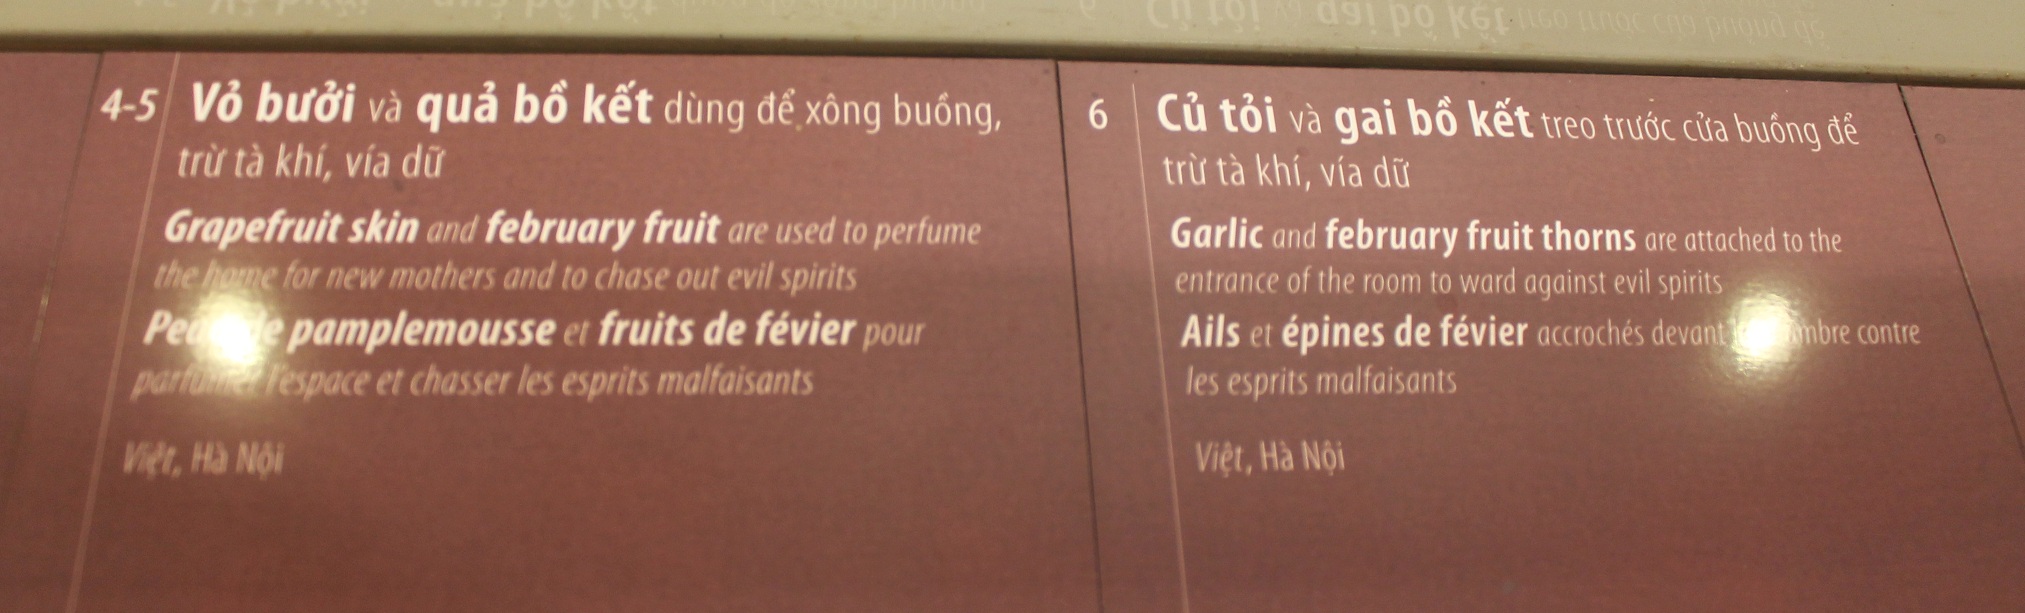 4-5 Vỏ bưởi và quả bồ kết dùng để xông buồng,
trừ tà khí, vía dữ
Grapefruit skin and february fruit are used to perfume
the home for new mothers and to chase out evil spirits
pamplemousse et fruits de févier pour
l'espace et chasser les esprits malfaisants
Việt, Hà Nội
6 Củ tỏi và gai bồ kết treo trước cửa buồng để
trừ tà khí, vía dữ
Garlic and february fruit thorns are attached to the
entrance of the room to ward against evil spirits
Ails et épines de févier accrochés devant contre
les esprits malfaisants
Việt, Hà Nội